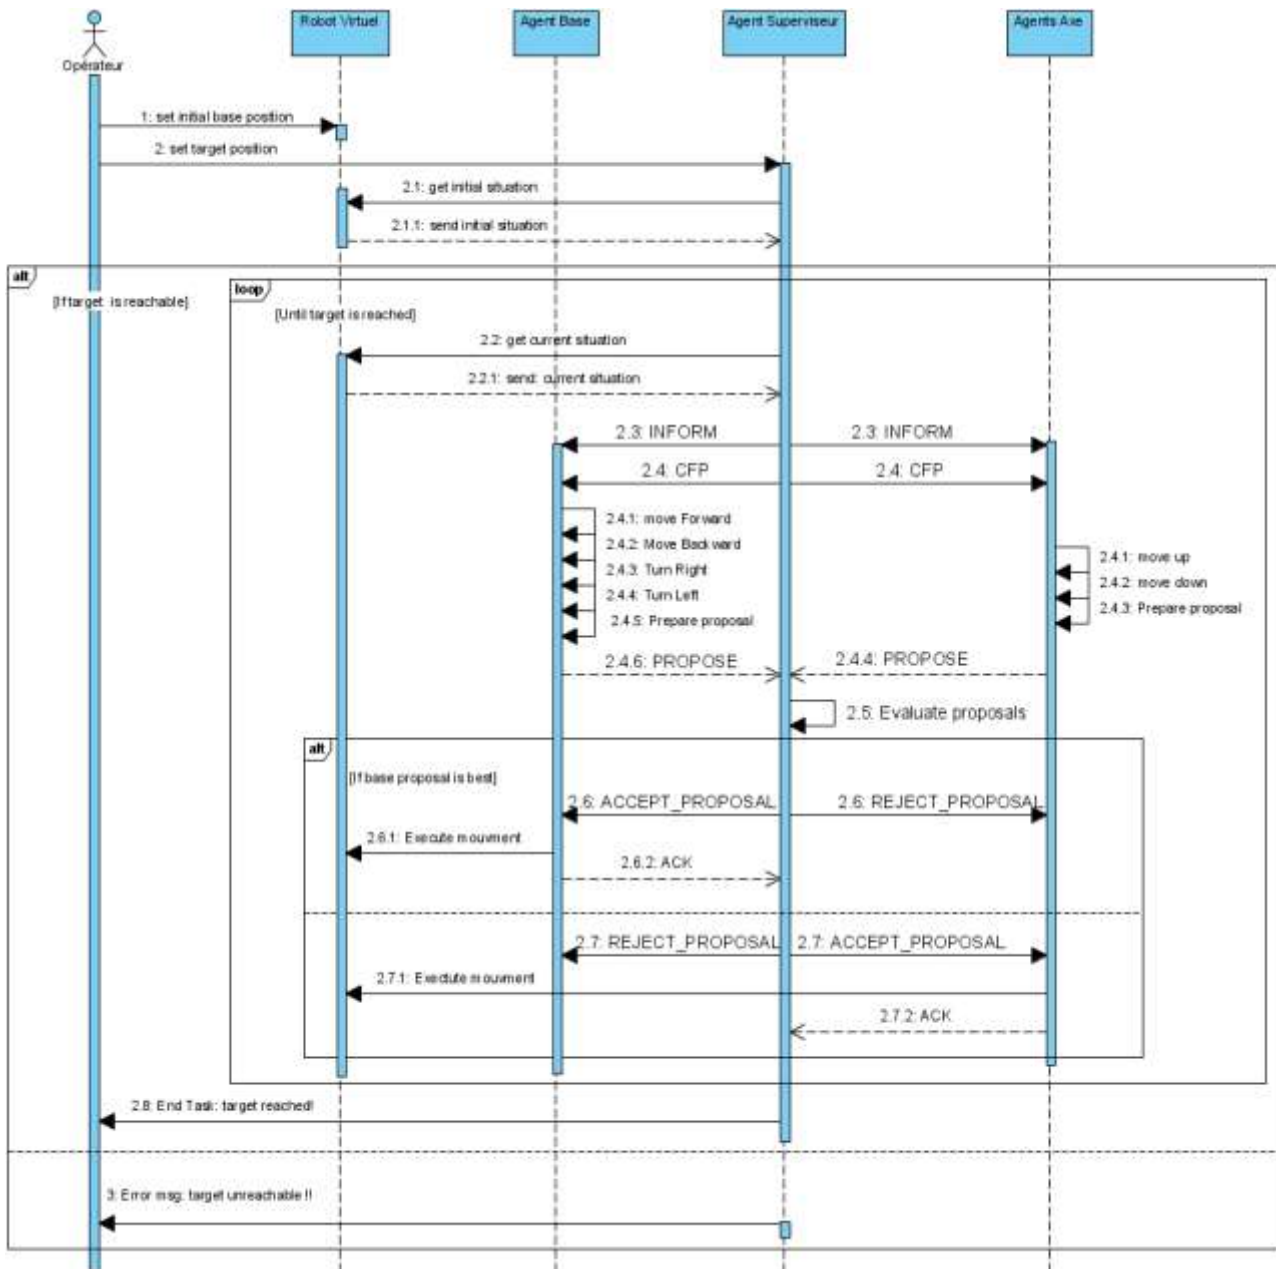 Robot Virtuel
Agent Base
Agent Superviseur
Agents Axe
Opérateur
1: set initial base position
2: set target position
2.1: get initial situation
2.1.1: send initial situation
alt
[If target is reachable]
loop
[Until target is reached]
2.2: get current situation
2.2.1: send: current situation
2.3: INFORM
2.3: INFORM
2.4: CFP
2.4: CFP
2.4.1: move Forward
2.4.2: Move Backward
2.4.3: Turn Right
2.4.4: Turn Left
2.4.5: Prepare proposal
2.4.1: move up
2.4.2: move down
2.4.3: Prepare proposal
2.4.6: PROPOSE
2.4.4: PROPOSE
2.5: Evaluate proposals
alt
[If base proposal is best]
2.6: ACCEPT_PROPOSAL
2.6: REJECT_PROPOSAL
2.6.1: Execute mouvment
2.6.2: ACK
2.7: REJECT_PROPOSAL
2.7: ACCEPT_PROPOSAL
2.7.1: Exectute mouvment
2.7.2: ACK
2.8: End Task: target reached!
3: Error msg: target unreachable !!